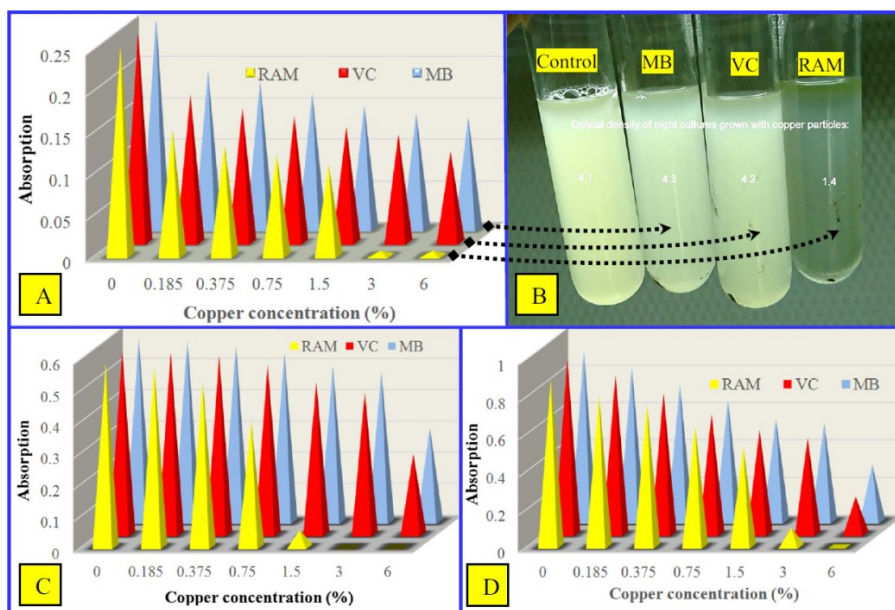 0.25
0.2
0.15
0.1
0.05
0
Absorption
RAM VC MB
0 0.185 0.375 0.75 1.5 3 6
Copper concentration (%)
A
Control MB VC RAM
Optical density of night cultures grown with copper particles:
4.1 4.3 4.2 1.4
B
0.6
0.5
0.4
0.3
0.2
0.1
0
Absorption
RAM VC MB
0 0.185 0.375 0.75 1.5 3 6
Copper concentration (%)
C
1
0.8
0.6
0.4
0.2
0
Absorption
RAM VC MB
0 0.185 0.375 0.75 1.5 3 6
Copper concentration (%)
D